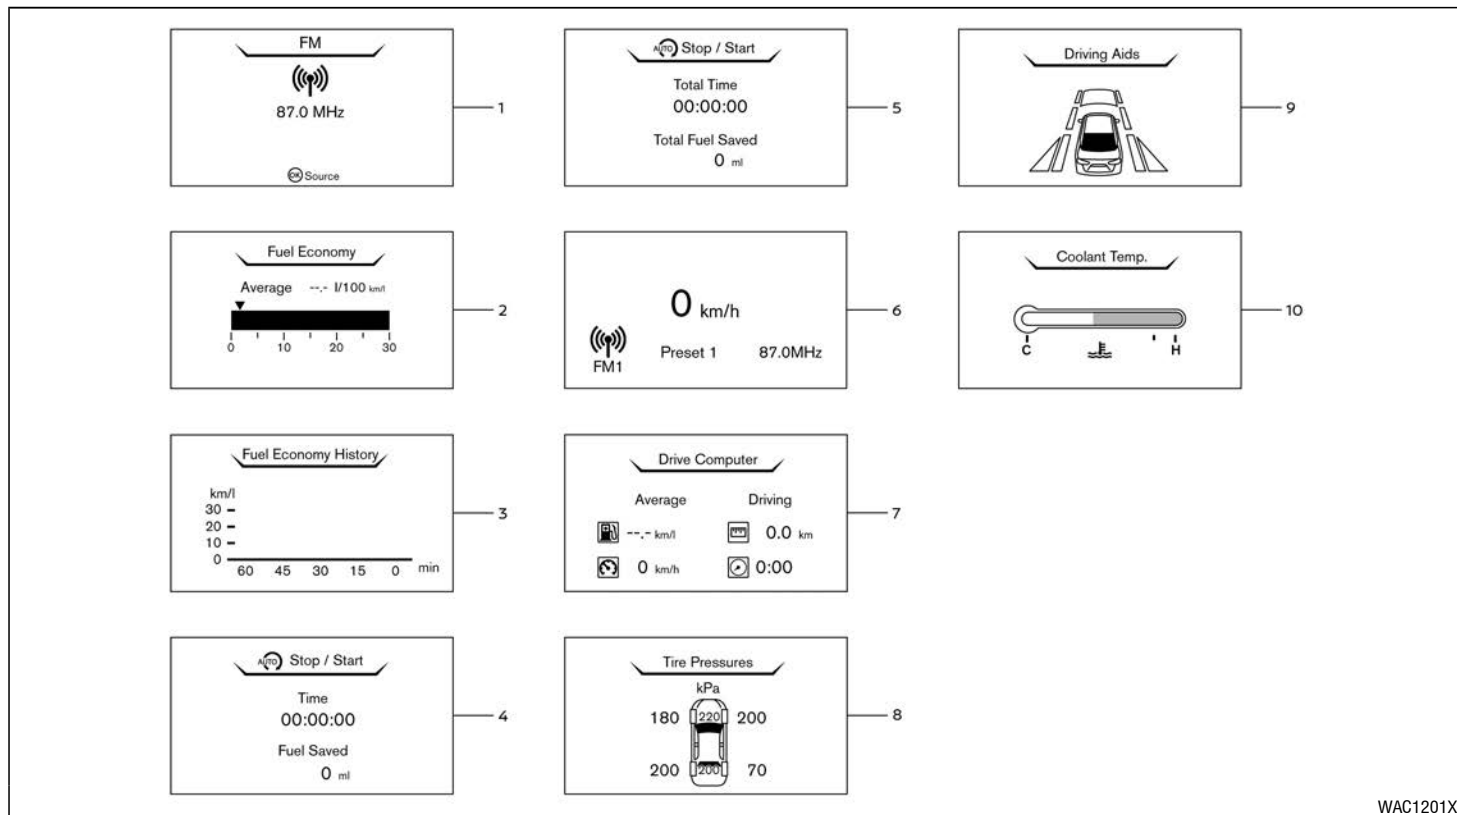 FM
87.0 MHz
OK Source
1
Fuel Economy
Average --.- l/100 km/l
0 10 20 30
2
Fuel Economy History
km/l
30
20
10
0
60 45 30 15 0 min
3
AUTO Stop / Start
Time
00:00:00
Fuel Saved
0 ml
4
AUTO Stop / Start
Total Time
00:00:00
Total Fuel Saved
0 ml
5
0 km/h
FM1 Preset 1 87.0MHz
6
Drive Computer
Average Driving
--.- km/l 0.0 km
0 km/h 0:00
7
Tire Pressures
kPa
180 220 200
200 200 70
8
Driving Aids
9
Coolant Temp.
C H
10
WAC1201X